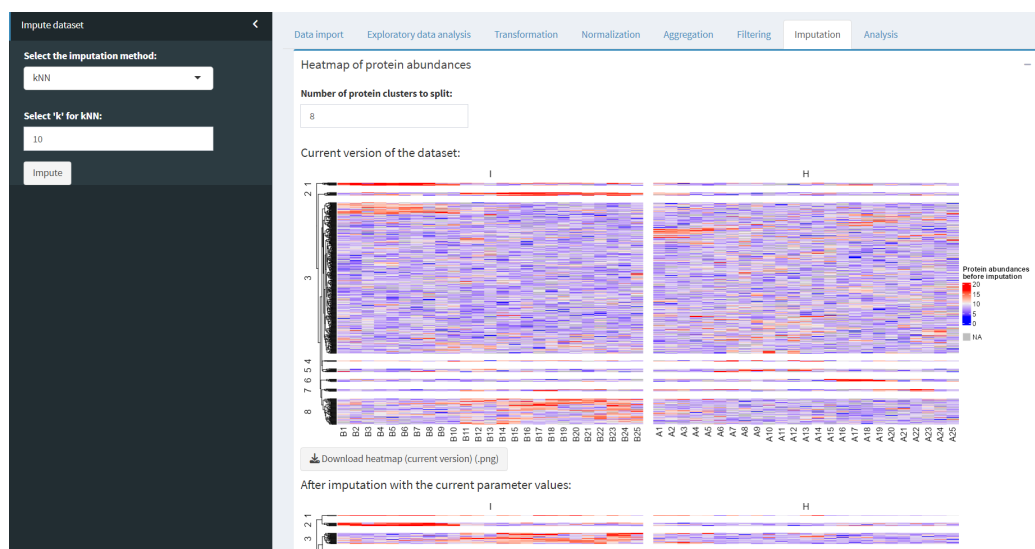 Impute dataset
Select the imputation method:
kNN
Select 'k' for kNN:
10
Impute
Data import Exploratory data analysis Transformation Normalization Aggregation Filtering Imputation Analysis
Heatmap of protein abundances
Number of protein clusters to split:
8
Current version of the dataset:
I H
1
2
3
4
5
6
7
8
Protein abundances
before imputation
20
15
10
5
0
NA
B1 B2 B3 B4 B5 B6 B7 B8 B9 B10 B11 B12 B13 B14 B15 B16 B17 B18 B19 B20 B21 B22 B23 B24 B25 A1 A2 A3 A4 A5 A6 A7 A8 A9 A10 A11 A12 A13 A14 A15 A16 A17 A18 A19 A20 A21 A22 A23 A24 A25
Download heatmap (current version) (.png)
After imputation with the current parameter values:
I H
1
2
3